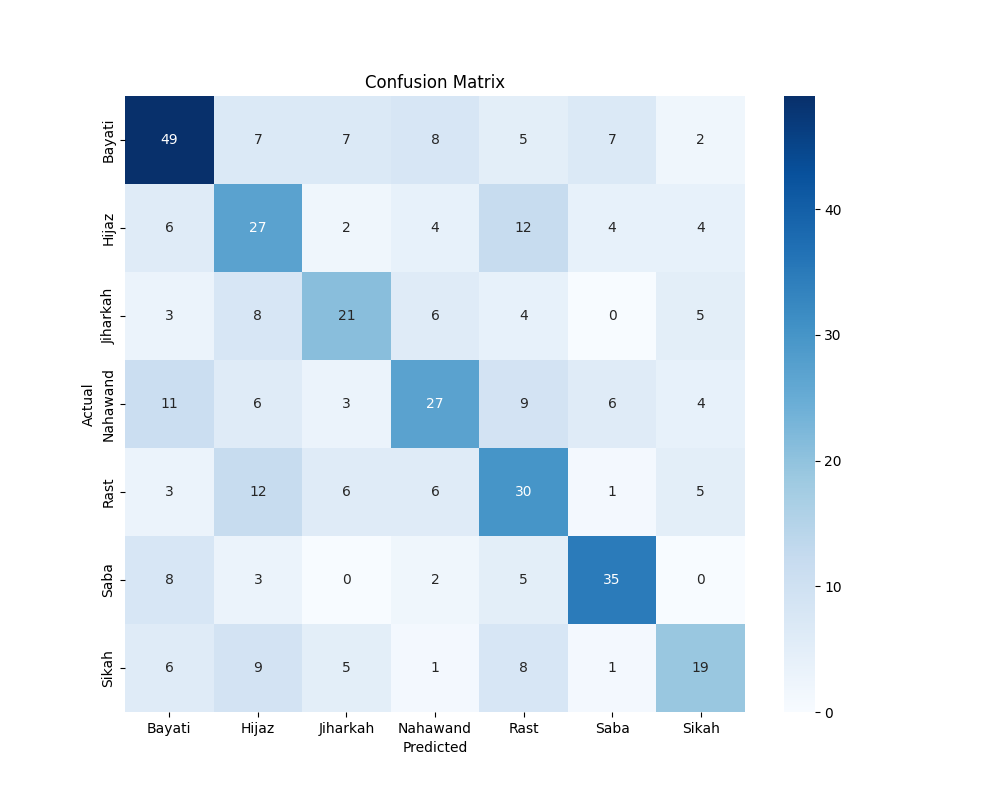 Confusion Matrix
Actual
Bayati 49 7 7 8 5 7 2
Hijaz 6 27 2 4 12 4 4
Jiharkah 3 8 21 6 4 0 5
Nahawand 11 6 3 27 9 6 4
Rast 3 12 6 6 30 1 5
Saba 8 3 0 2 5 35 0
Sikah 6 9 5 1 8 1 19
Bayati Hijaz Jiharkah Nahawand Rast Saba Sikah
Predicted
40
30
20
10
0